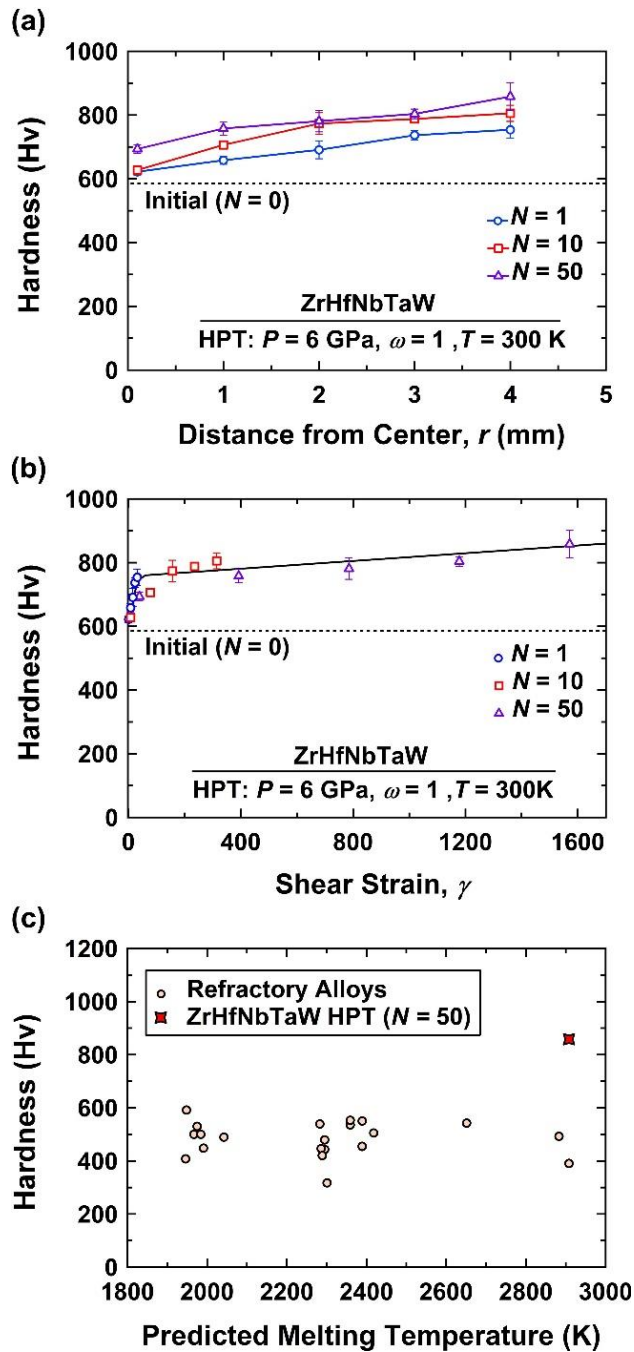 (a)
1000
800
600
400
200
0
Hardness (Hv)
Initial (N = 0)
N = 1
N = 10
N = 50
ZrHfNbTaW
HPT: P = 6 GPa, ω = 1 ,T = 300 K
0 1 2 3 4 5
Distance from Center, r (mm)
(b)
1000
800
600
400
200
0
Hardness (Hv)
Initial (N = 0)
N = 1
N = 10
N = 50
ZrHfNbTaW
HPT: P = 6 GPa, ω = 1 ,T = 300K
0 400 800 1200 1600
Shear Strain, γ
(c)
1200
1000
800
600
400
200
0
Hardness (Hv)
Refractory Alloys
ZrHfNbTaW HPT (N = 50)
1800 2000 2200 2400 2600 2800 3000
Predicted Melting Temperature (K)